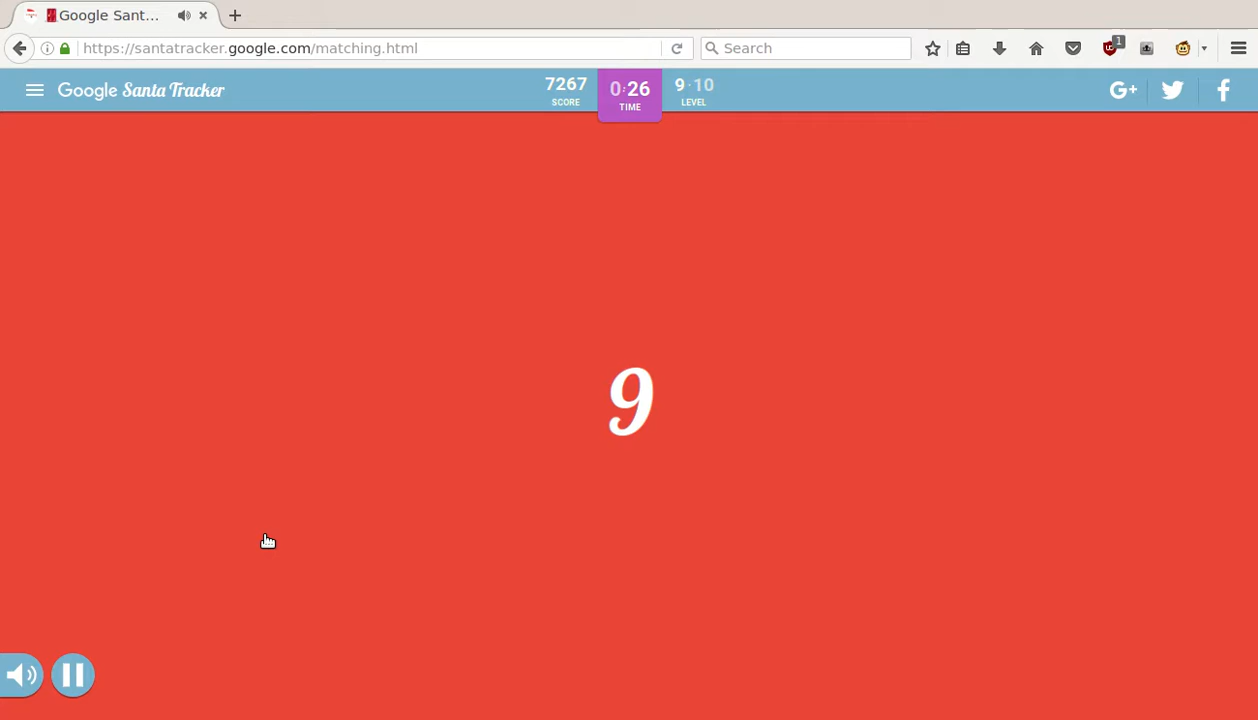 Google Sant...
https://santatracker.google.com/matching.html
Search
1
Google Santa Tracker
7267
SCORE
0:26
TIME
9·10
LEVEL
G+
9